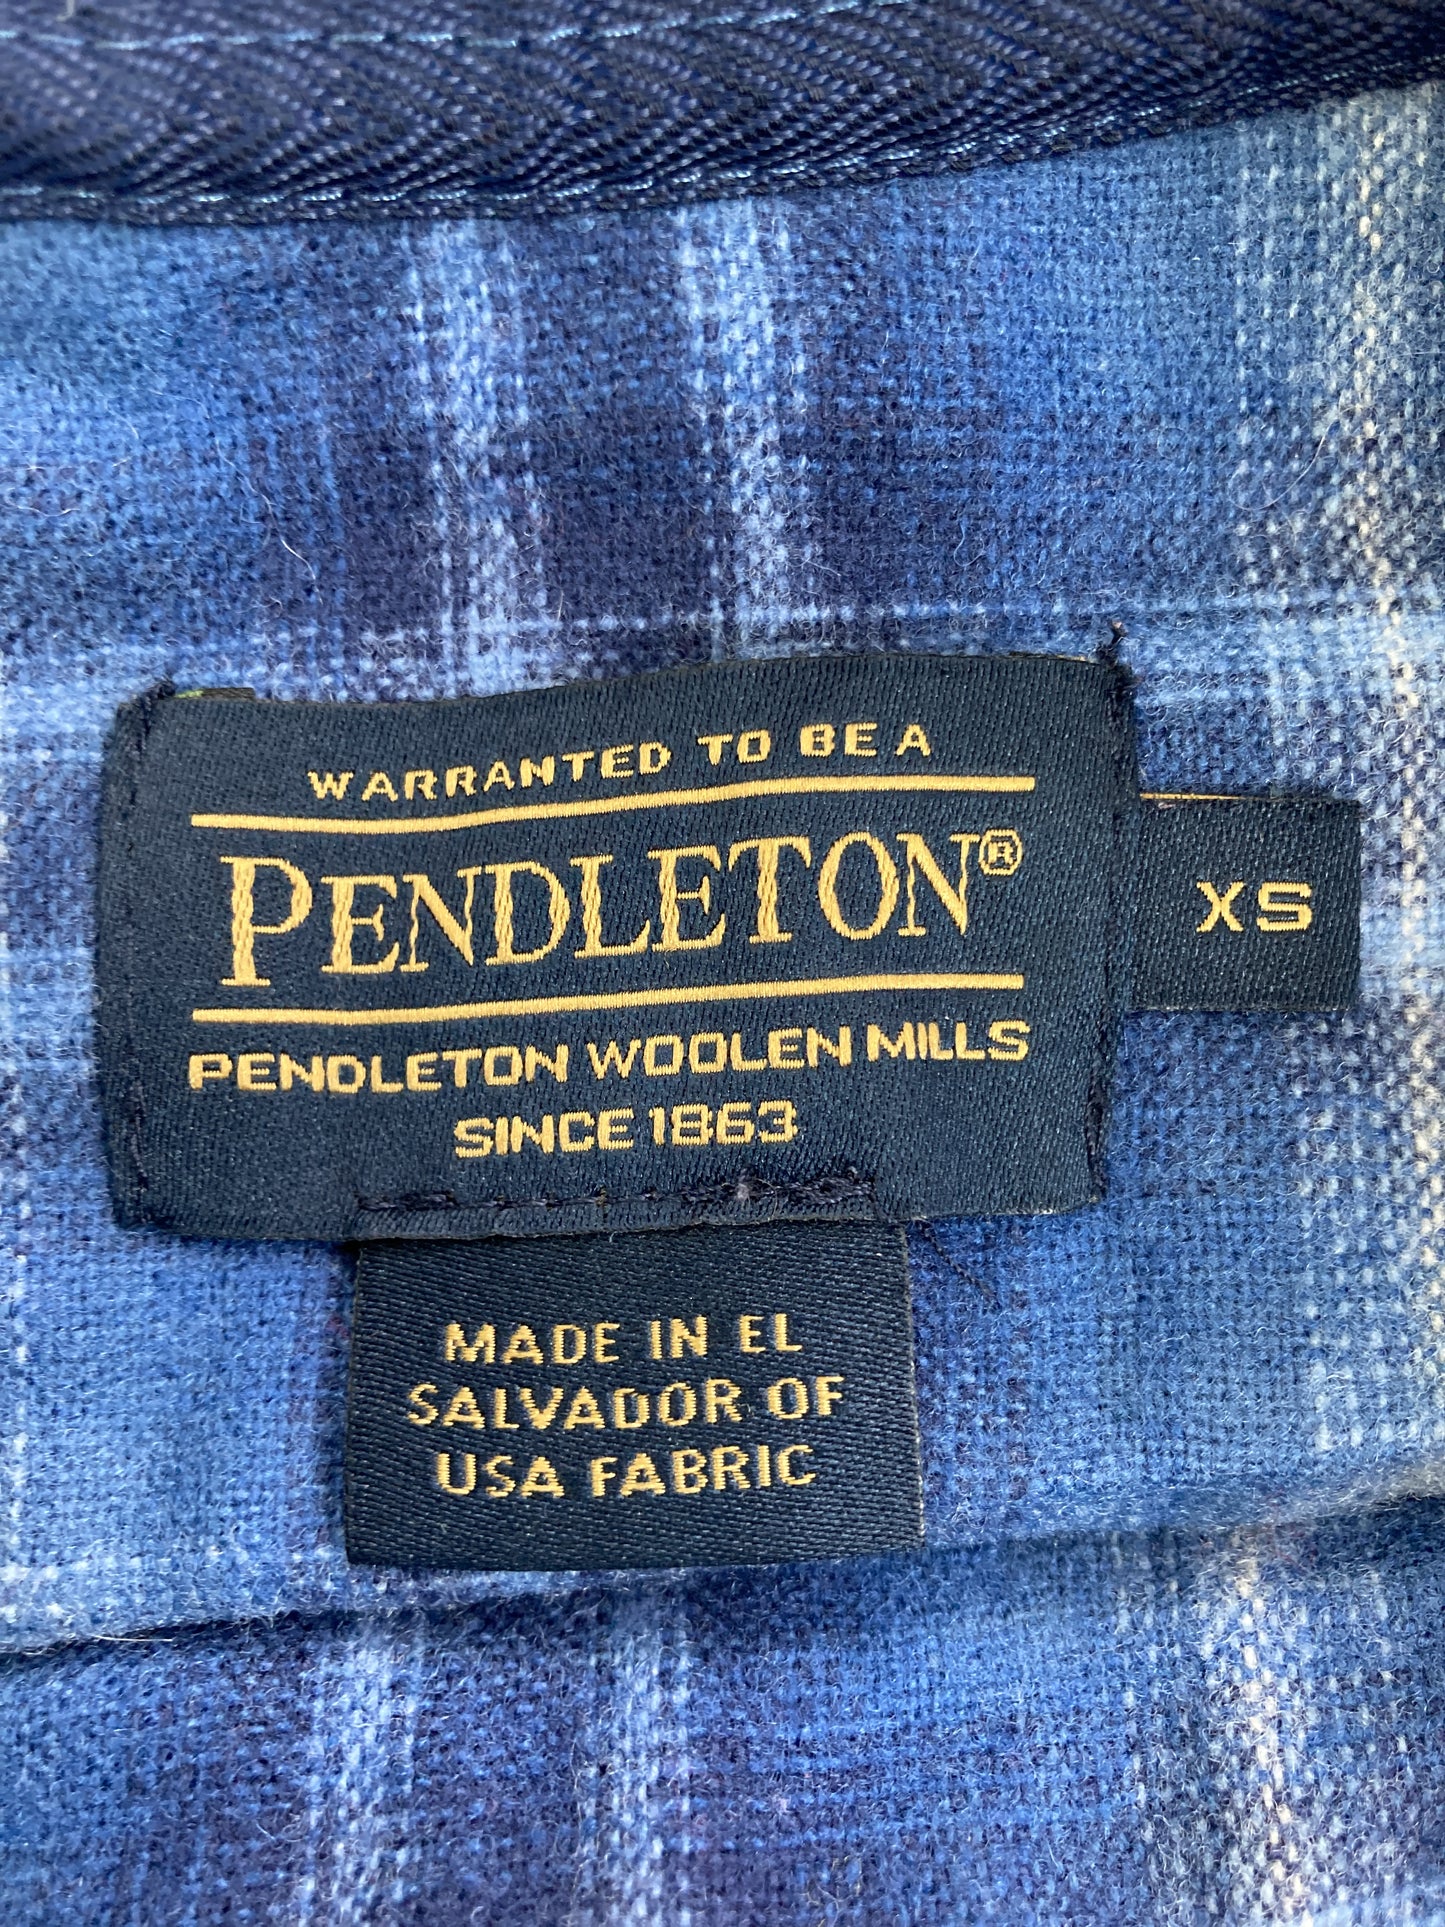 WARRANTED TO BE A
PENDLETON®
PENDLETON WOOLEN MILLS
SINCE 1863
XS
MADE IN EL
SALVADOR OF
USA FABRIC